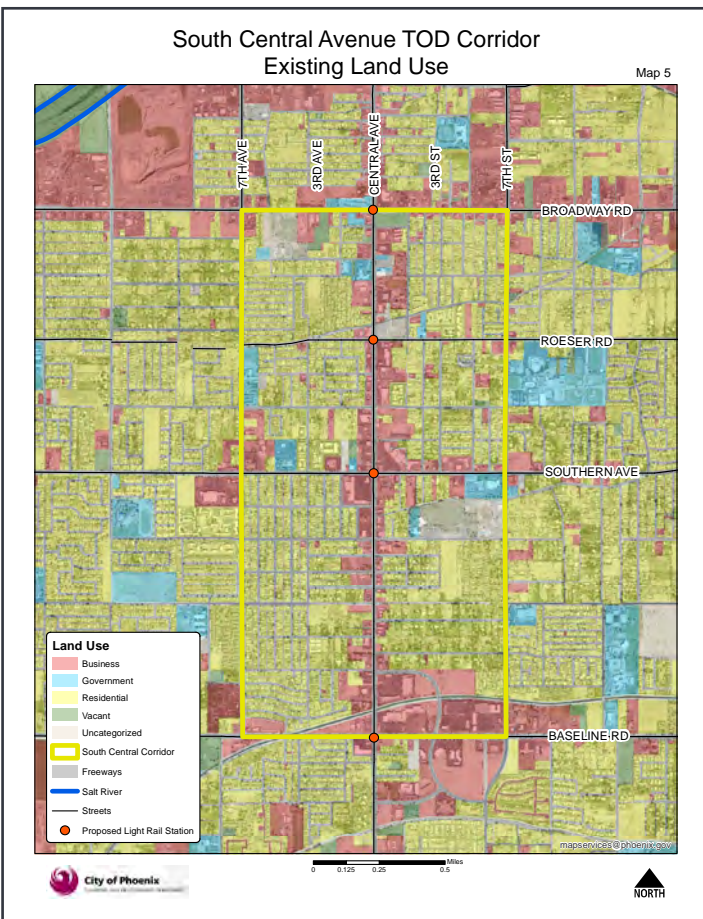 South Central Avenue TOD Corridor
Existing Land Use
Map 5
7TH AVE
3RD AVE
CENTRAL AVE
3RD ST
7TH ST
BROADWAY RD
ROESER RD
SOUTHERN AVE
BASELINE RD
Land Use
Business
Government
Residential
Vacant
Uncategorized
South Central Corridor
Freeways
Salt River
Streets
Proposed Light Rail Station
mapservices@phoenix.gov
City of Phoenix
Miles
0 0.125 0.25 0.5
NORTH